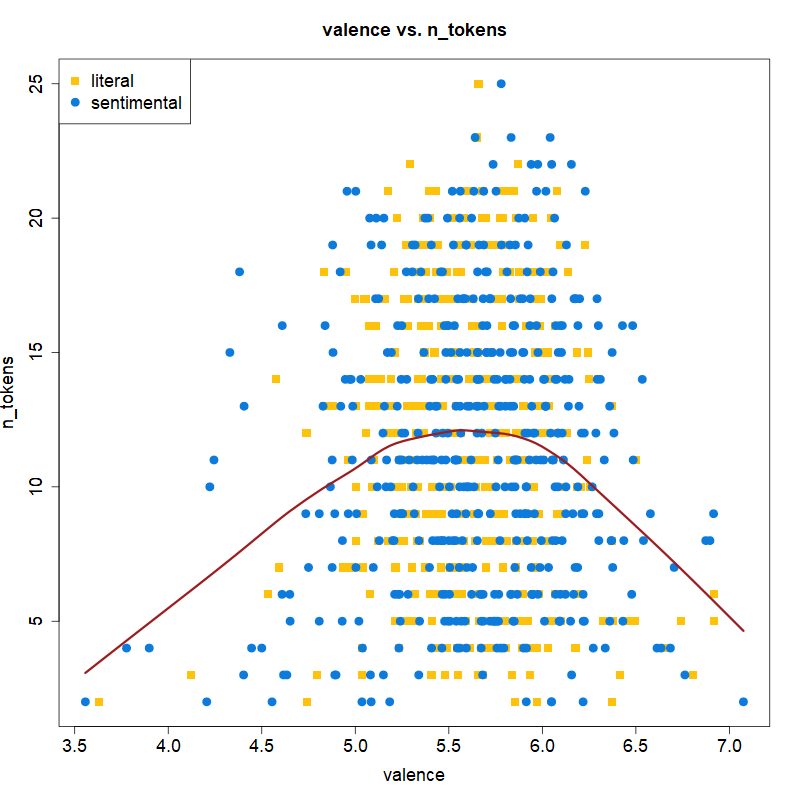 valence vs. n_tokens
literal
sentimental
25
20
15
10
5
n_tokens
3.5 4.0 4.5 5.0 5.5 6.0 6.5 7.0
valence